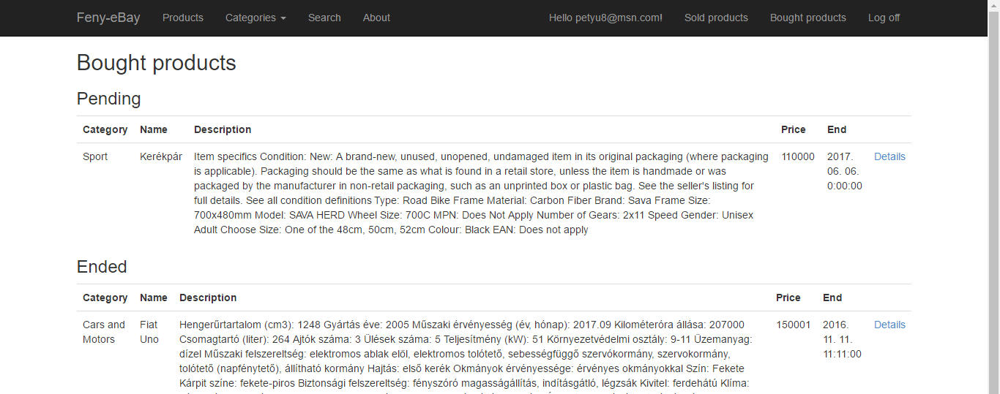 Feny-eBay Products Categories Search About Hello petyu8@msn.com! Sold products Bought products Log off
Bought products
Pending
Category Name Description Price End
Sport Kerékpár Item specifics Condition: New: A brand-new, unused, unopened, undamaged item in its original packaging (where packaging 110000 2017. Details
is applicable). Packaging should be the same as what is found in a retail store, unless the item is handmade or was 06. 06.
packaged by the manufacturer in non-retail packaging, such as an unprinted box or plastic bag. See the seller's listing for 0:00:00
full details. See all condition definitions Type: Road Bike Frame Material: Carbon Fiber Brand: Sava Frame Size:
700x480mm Model: SAVA HERD Wheel Size: 700C MPN: Does Not Apply Number of Gears: 2x11 Speed Gender: Unisex
Adult Choose Size: One of the 48cm, 50cm, 52cm Colour: Black EAN: Does not apply
Ended
Category Name Description Price End
Cars and Fiat Hengerűrtartalom (cm3): 1248 Gyártás éve: 2005 Műszaki érvényesség (év, hónap): 2017.09 Kilométeróra állása: 207000 150001 2016. Details
Motors Uno Csomagtartó (liter): 264 Ajtók száma: 3 Ülések száma: 5 Teljesítmény (kW): 51 Környezetvédelmi osztály: 9-11 Üzemanyag: 11. 11.
dízel Műszaki felszereltség: elektromos ablak elöl, elektromos tolótető, sebességfüggő szervókormány, szervokormány, 11:11:00
tolótető (napfénytető), állítható kormány Hajtás: első kerék Okmányok érvényessége: érvényes okmányokkal Szín: Fekete
Kárpit színe: fekete-piros Biztonsági felszereltség: fényszóró magasságállítás, indításgátló, légzsák Kivitel: ferdehátú Klíma: